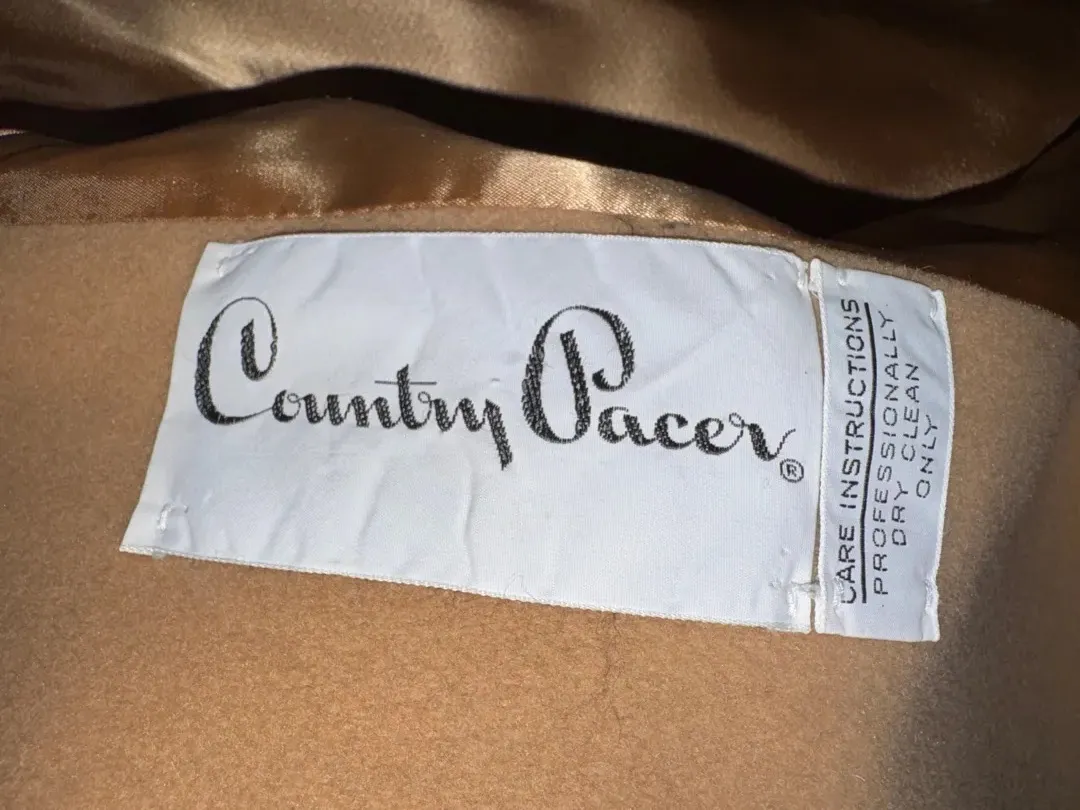 Country Pacer®
CARE INSTRUCTIONS
PROFESSIONALLY
DRY CLEAN
ONLY